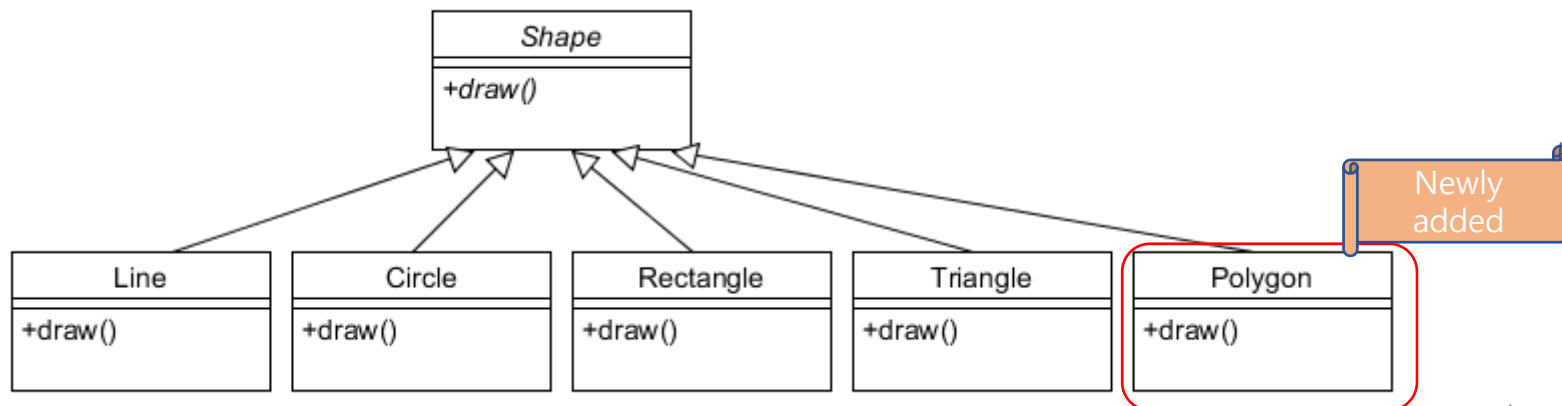 Shape
+draw()
Newly
added
Line
Circle
Rectangle
Triangle
Polygon
+draw()
+draw()
+draw()
+draw()
+draw()